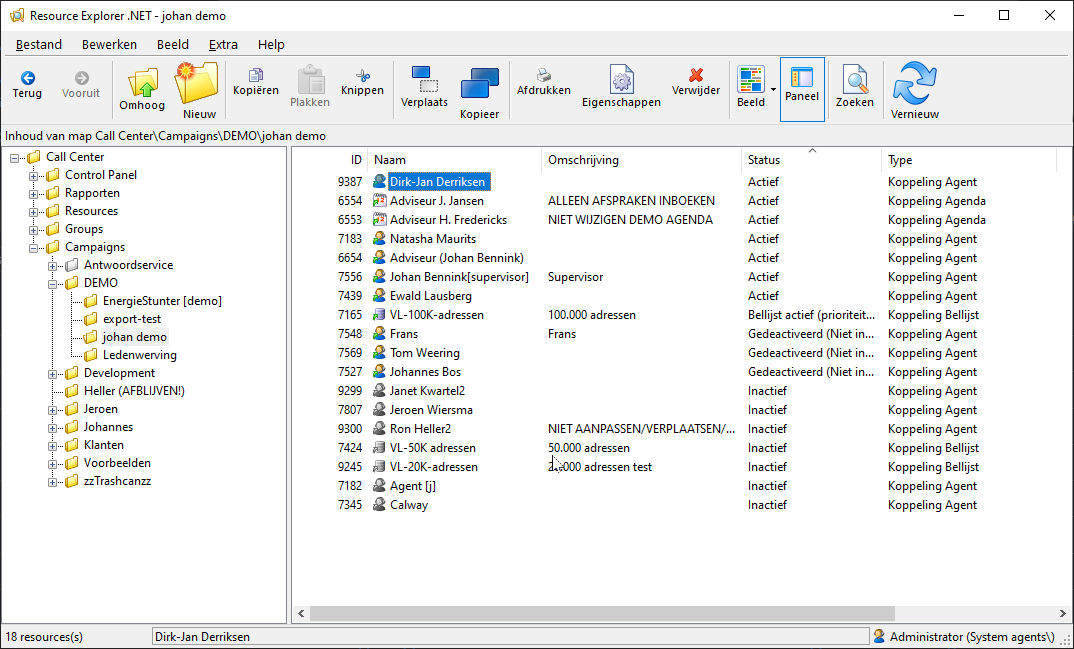 Resource Explorer .NET - johan demo
Bestand Bewerken Beeld Extra Help
Terug Vooruit Omhoog Nieuw Kopiëren Plakken Knippen Verplaats Kopieer Afdrukken Eigenschappen Verwijder Beeld Paneel Zoeken Vernieuw
Inhoud van map Call Center\Campaigns\DEMO\johan demo
Call Center
Control Panel
Rapporten
Resources
Groups
Campaigns
Antwoordservice
DEMO
EnergieStunter [demo]
export-test
johan demo
Ledenwerving
Development
Heller (AFBLIJVEN!)
Jeroen
Johannes
Klanten
Voorbeelden
zzTrashcanzz
ID Naam Omschrijving Status Type
9387 Dirk-Jan Derriksen Actief Koppeling Agent
6554 Adviseur J. Jansen ALLEEN AFSPRAKEN INBOEKEN Actief Koppeling Agenda
6553 Adviseur H. Fredericks NIET WIJZIGEN DEMO AGENDA Actief Koppeling Agenda
7183 Natasha Maurits Actief Koppeling Agent
6654 Adviseur (Johan Bennink) Actief Koppeling Agent
7556 Johan Bennink[supervisor] Supervisor Actief Koppeling Agent
7439 Ewald Lausberg Actief Koppeling Agent
7165 VL-100K-adressen 100.000 adressen Bellijst actief (prioriteit... Koppeling Bellijst
7548 Frans Frans Gedeactiveerd (Niet in... Koppeling Agent
7569 Tom Weering Gedeactiveerd (Niet in... Koppeling Agent
7527 Johannes Bos Gedeactiveerd (Niet in... Koppeling Agent
9299 Janet Kwartel2 Inactief Koppeling Agent
7807 Jeroen Wiersma Inactief Koppeling Agent
9300 Ron Heller2 NIET AANPASSEN/VERPLAATSEN/... Inactief Koppeling Agent
7424 VL-50K adressen 50.000 adressen Inactief Koppeling Bellijst
9245 VL-20K-adressen adressen test Inactief Koppeling Bellijst
7182 Agent [j] Inactief Koppeling Agent
7345 Calway Inactief Koppeling Agent
18 resources(s) Dirk-Jan Derriksen Administrator (System agents\)